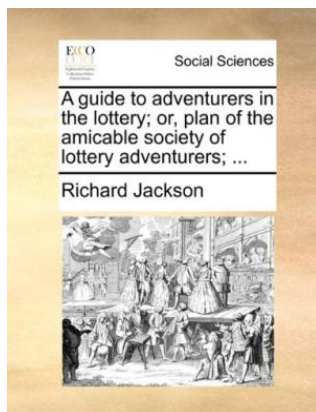 ECCO
Social Sciences
A guide to adventurers in
the lottery; or, plan of the
amicable society of
lottery adventurers; ...
Richard Jackson